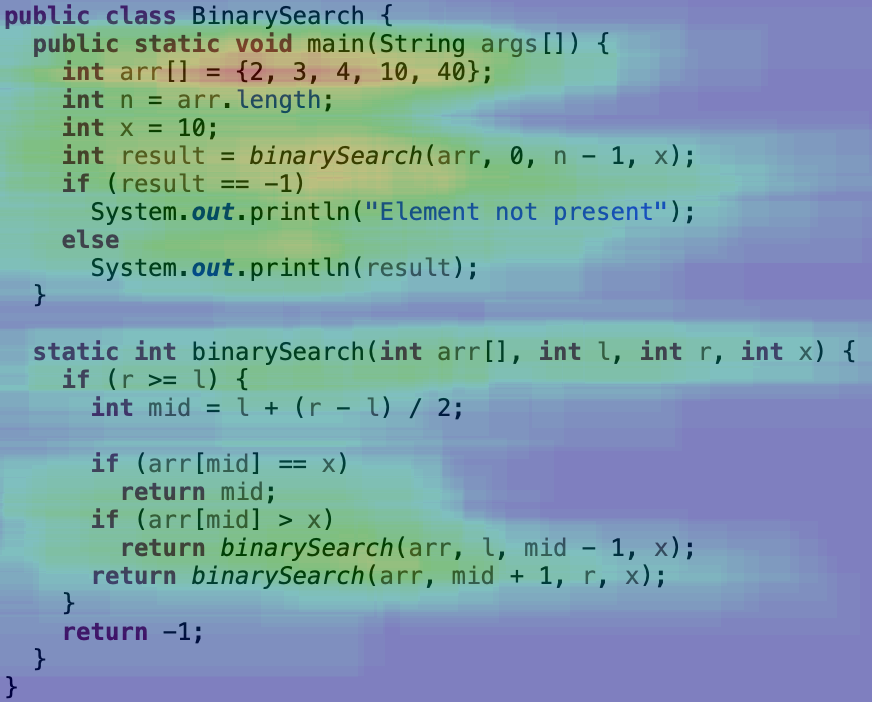 public class BinarySearch {
  public static void main(String args[]) {
    int arr[] = {2, 3, 4, 10, 40};
    int n = arr.length;
    int x = 10;
    int result = binarySearch(arr, 0, n - 1, x);
    if (result == -1)
      System.out.println("Element not present");
    else
      System.out.println(result);
  }

  static int binarySearch(int arr[], int l, int r, int x) {
    if (r >= l) {
      int mid = l + (r - l) / 2;

      if (arr[mid] == x)
        return mid;
      if (arr[mid] > x)
        return binarySearch(arr, l, mid - 1, x);
      return binarySearch(arr, mid + 1, r, x);
    }
    return -1;
  }
}